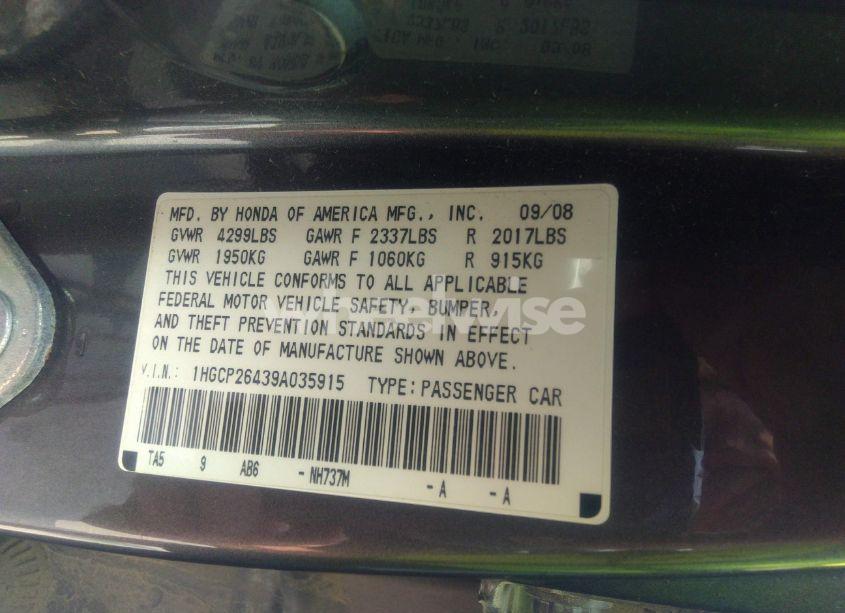 MFD. BY HONDA OF AMERICA MFG., INC. 09/08
GVWR 4299LBS GAWR F 2337LBS R 2017LBS
GVWR 1950KG GAWR F 1060KG R 915KG
THIS VEHICLE CONFORMS TO ALL APPLICABLE
FEDERAL MOTOR VEHICLE SAFETY, BUMPER,
AND THEFT PREVENTION STANDARDS IN EFFECT
ON THE DATE OF MANUFACTURE SHOWN ABOVE.
V.I.N.: 1HGCP26439A035915 TYPE: PASSENGER CAR
TA5 9 AB6 - NH737M - A - A
wheelwise